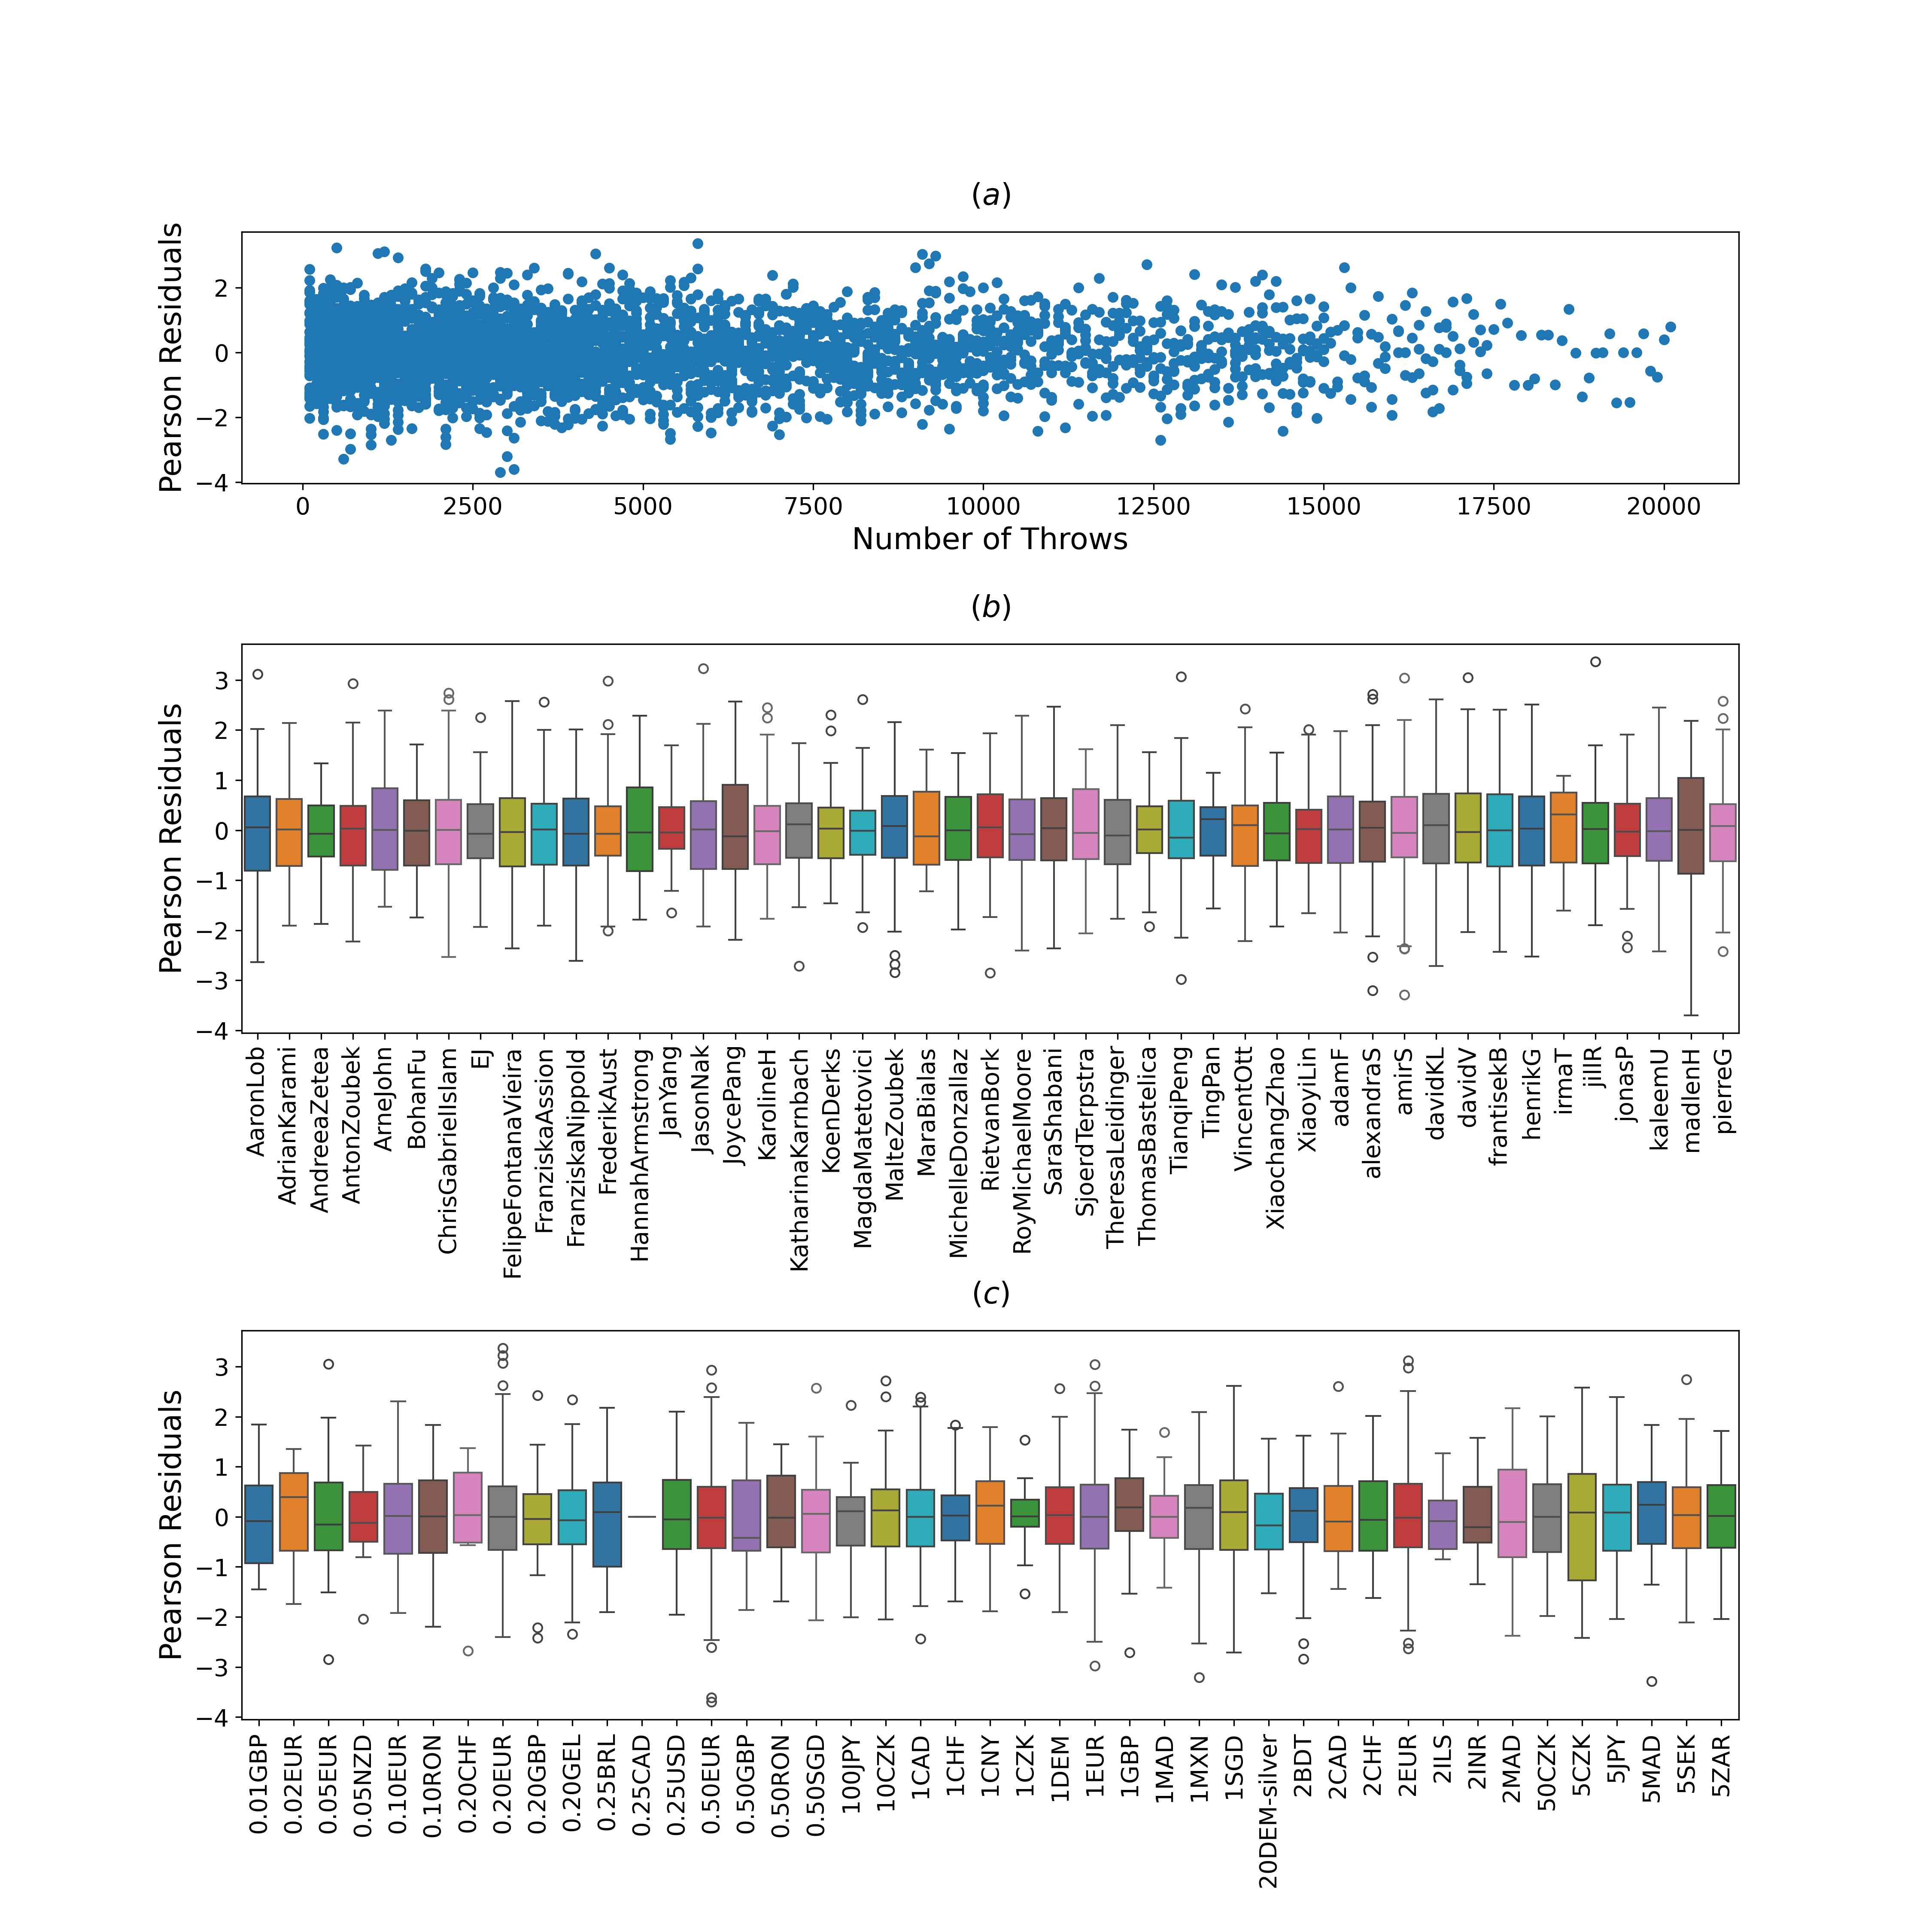 (a)
Pearson Residuals
2
0
−2
−4
0 2500 5000 7500 10000 12500 15000 17500 20000
Number of Throws
(b)
Pearson Residuals
3
2
1
0
−1
−2
−3
−4
AaronLob
AdrianKarami
AndreeaZetea
AntonZoubek
ArneJohn
BohanFu
ChrisGabrielIslam
EJ
FelipeFontanaVieira
FranziskaAssion
FranziskaNippold
FrederikAust
HannahArmstrong
JanYang
JasonNak
JoycePang
KarolineH
KatharinaKarnbach
KoenDerks
MagdaMatetovici
MalteZoubek
MaraBialas
MichelleDonzallaz
RietvanBork
RoyMichaelMoore
SaraShabani
SjoerdTerpstra
TheresaLeidinger
ThomasBastelica
TianqiPeng
TingPan
VincentOtt
XiaochangZhao
XiaoyiLin
adamF
alexandraS
amirS
davidKL
davidV
frantisekB
henrikG
irmaT
jillR
jonasP
kaleemU
madlenH
pierreG
(c)
Pearson Residuals
3
2
1
0
−1
−2
−3
−4
0.01GBP
0.02EUR
0.05EUR
0.05NZD
0.10EUR
0.10RON
0.20CHF
0.20EUR
0.20GBP
0.20GEL
0.25BRL
0.25CAD
0.25USD
0.50EUR
0.50GBP
0.50RON
0.50SGD
100JPY
10CZK
1CAD
1CHF
1CNY
1CZK
1DEM
1EUR
1GBP
1MAD
1MXN
1SGD
20DEM-silver
2BDT
2CAD
2CHF
2EUR
2ILS
2INR
2MAD
50CZK
5CZK
5JPY
5MAD
5SEK
5ZAR